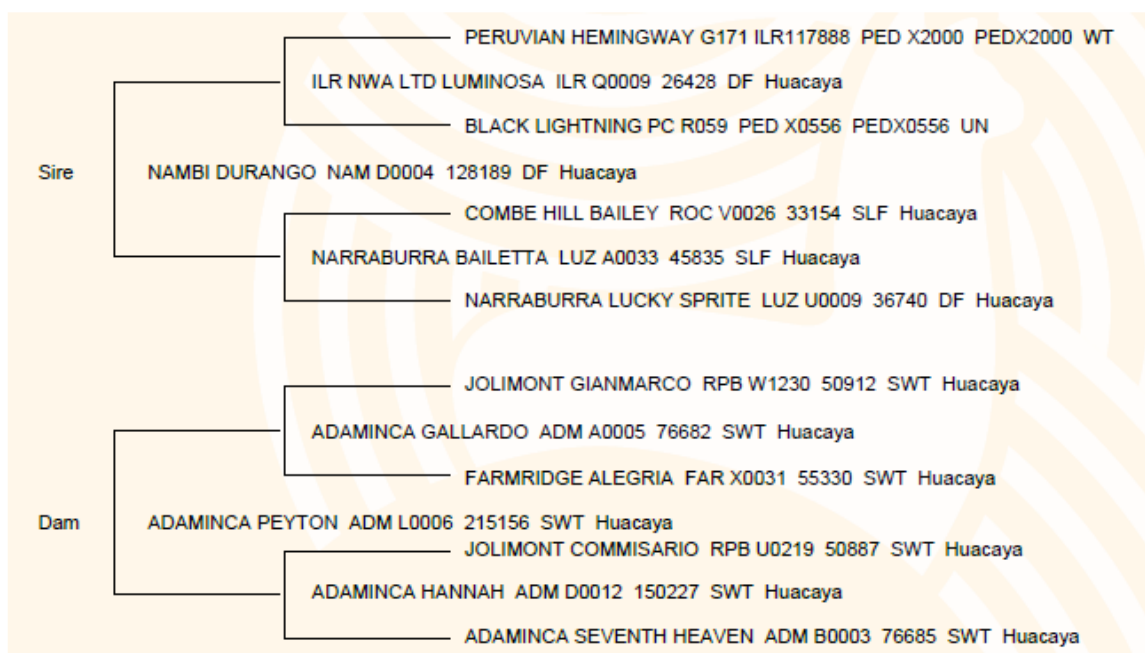 PERUVIAN HEMINGWAY G171 ILR117888 PED X2000 PEDX2000 WT
ILR NWA LTD LUMINOSA ILR Q0009 26428 DF Huacaya
BLACK LIGHTNING PC R059 PED X0556 PEDX0556 UN
Sire NAMBI DURANGO NAM D0004 128189 DF Huacaya
COMBE HILL BAILEY ROC V0026 33154 SLF Huacaya
NARRABURRA BAILETTA LUZ A0033 45835 SLF Huacaya
NARRABURRA LUCKY SPRITE LUZ U0009 36740 DF Huacaya
JOLIMONT GIANMARCO RPB W1230 50912 SWT Huacaya
ADAMINCA GALLARDO ADM A0005 76682 SWT Huacaya
FARMRIDGE ALEGRIA FAR X0031 55330 SWT Huacaya
Dam ADAMINCA PEYTON ADM L0006 215156 SWT Huacaya
JOLIMONT COMMISARIO RPB U0219 50887 SWT Huacaya
ADAMINCA HANNAH ADM D0012 150227 SWT Huacaya
ADAMINCA SEVENTH HEAVEN ADM B0003 76685 SWT Huacaya